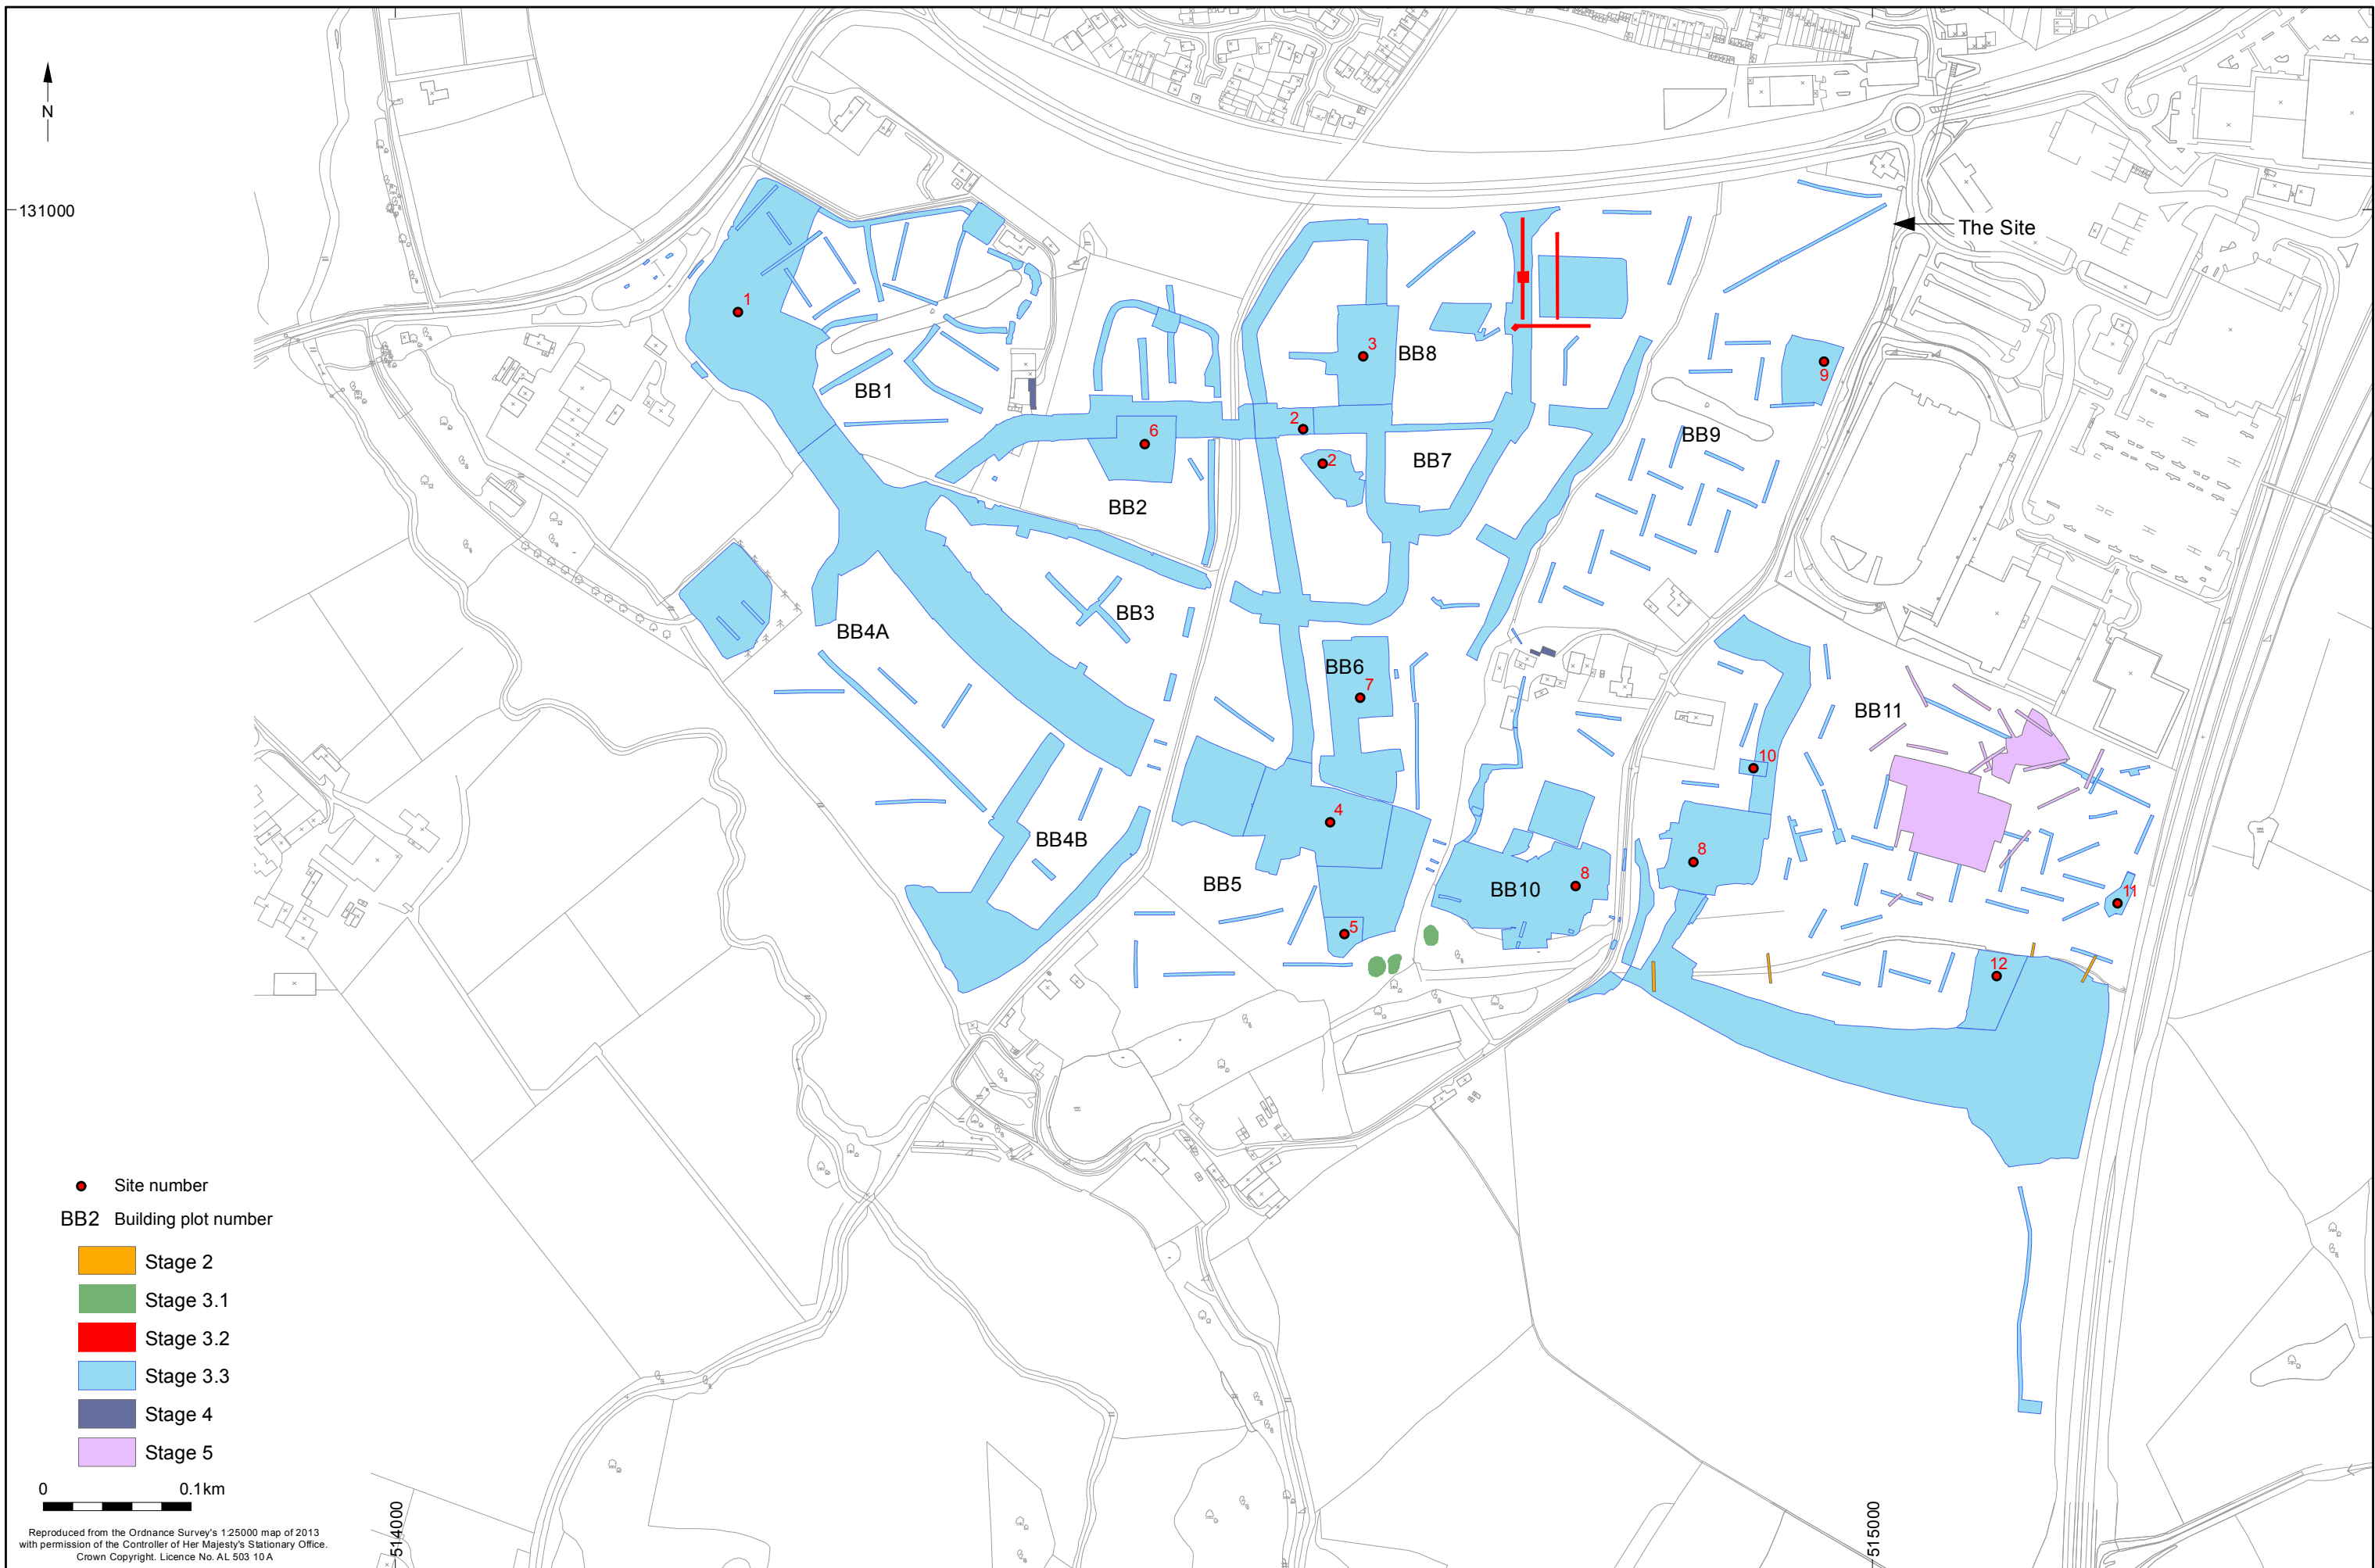 N
131000
The Site
1
3
BB8
9
BB1
2
6
BB9
2
BB7
BB2
BB3
BB4A
BB6
7
BB11
10
4
BB4B
8
BB5
BB10
8
11
5
12
Site number
BB2 Building plot number
Stage 2
Stage 3.1
Stage 3.2
Stage 3.3
Stage 4
Stage 5
0 0.1km
514000
515000
Reproduced from the Ordnance Survey's 1:25000 map of 2013
with permission of the Controller of Her Majesty's Stationary Office.
Crown Copyright. Licence No. AL 503 10 A